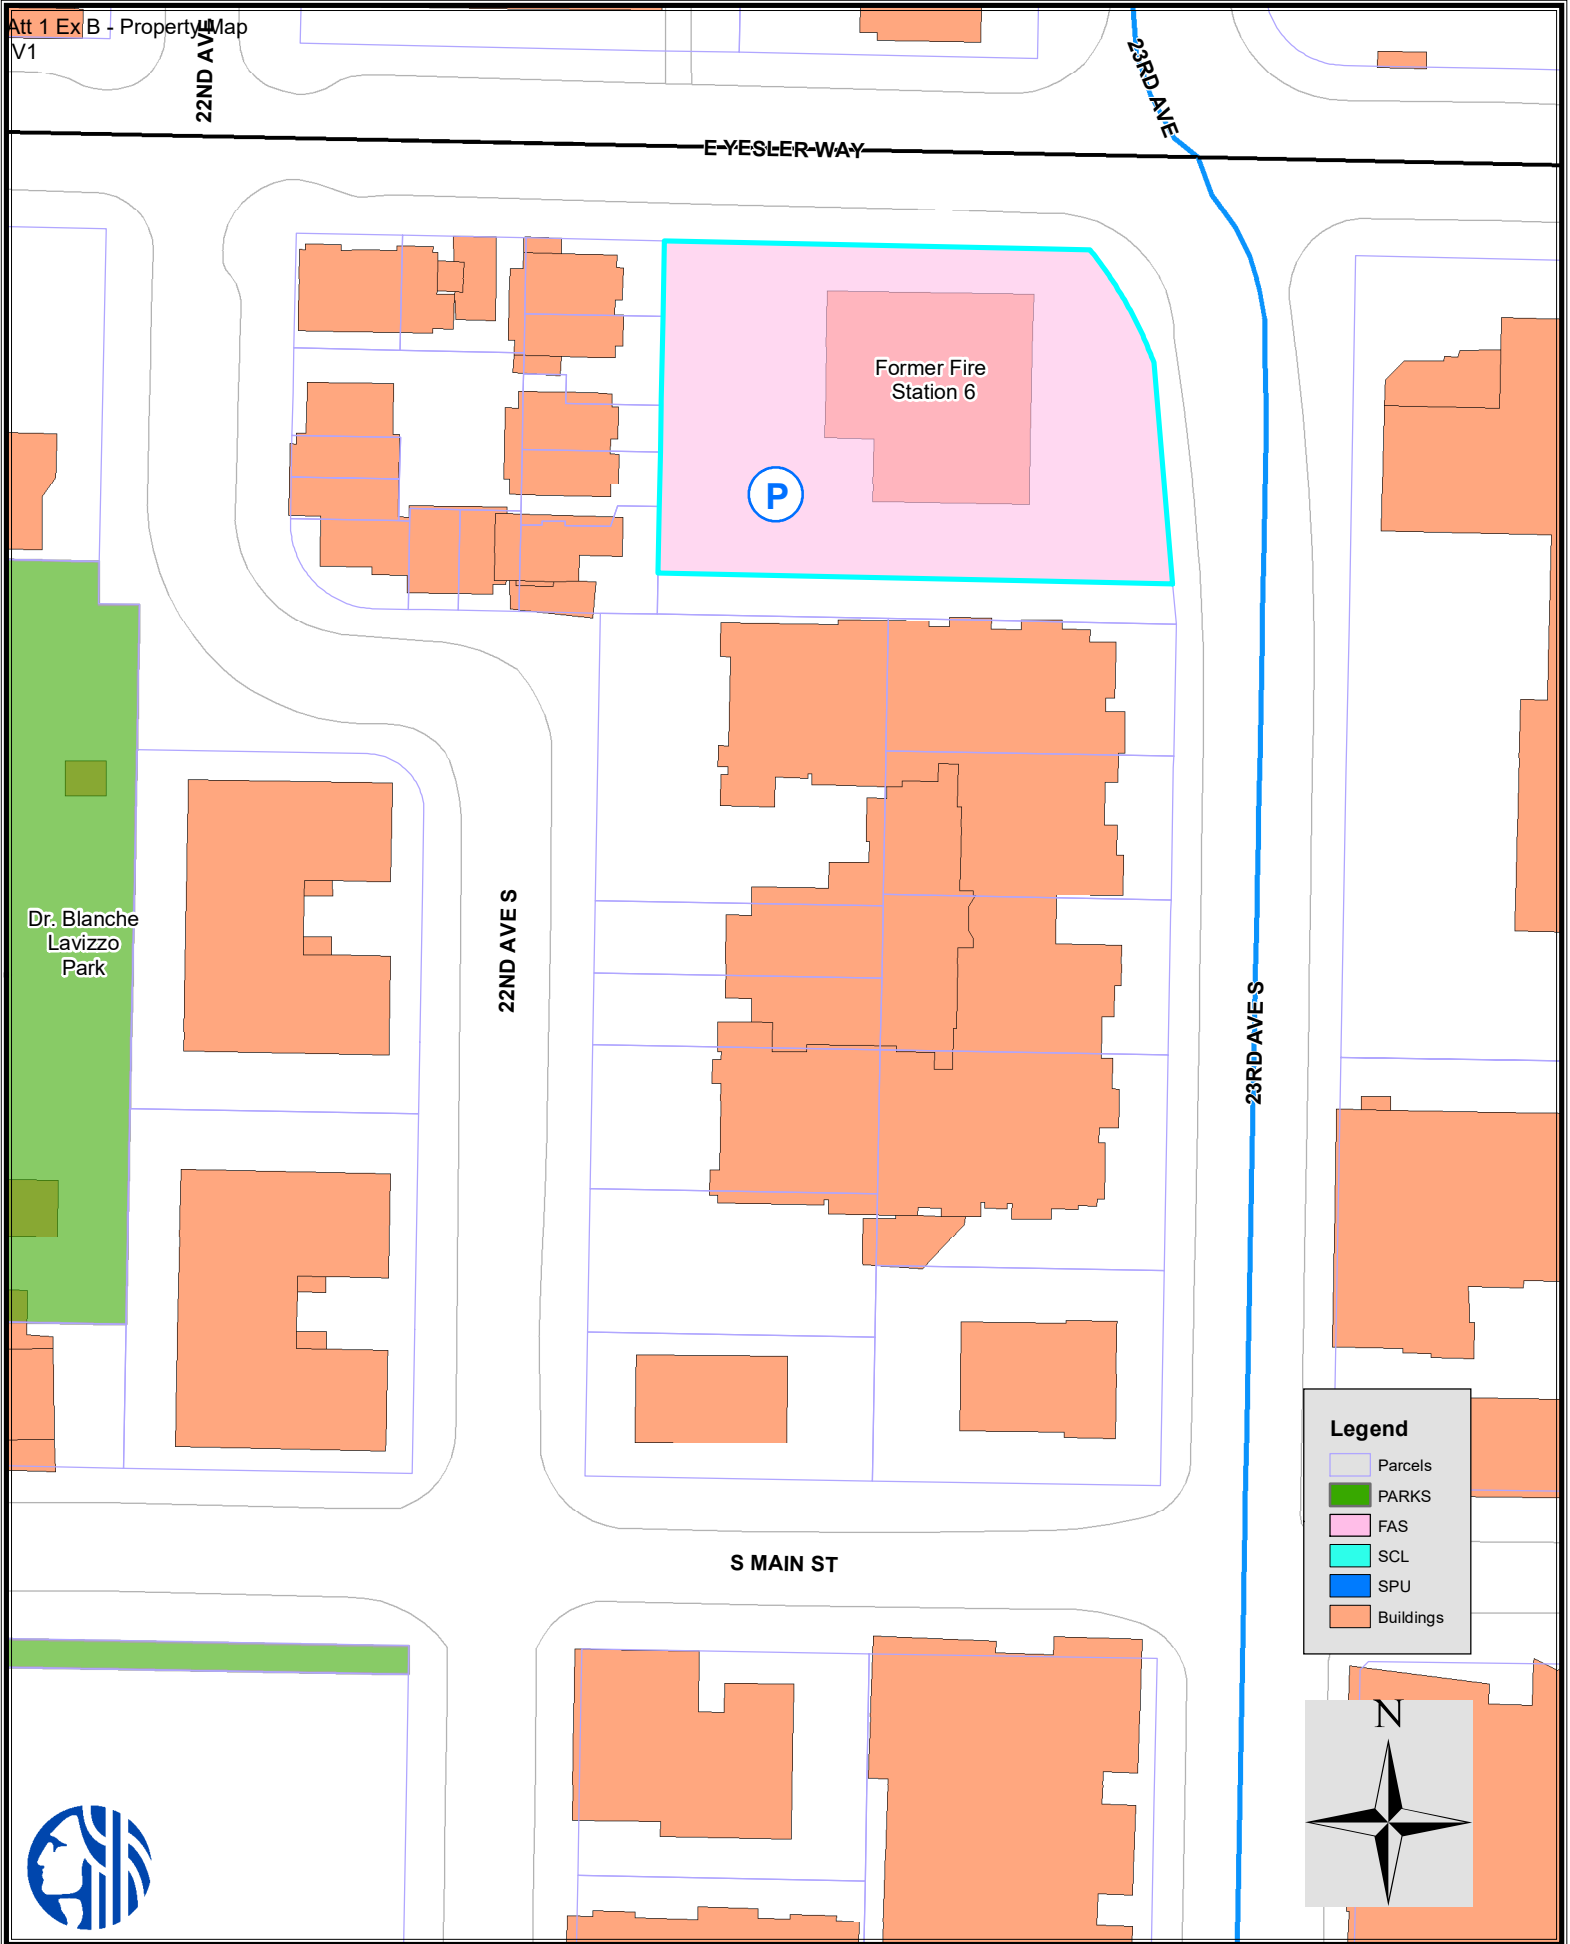 Att 1 Ex B - Property Map
V1
22ND AVE
23RD AVE
E YESLER WAY
Former Fire
Station 6
P
Dr. Blanche
Lavizzo
Park
22ND AVE S
23RD AVE S
S MAIN ST
Legend
Parcels
PARKS
FAS
SCL
SPU
Buildings
N